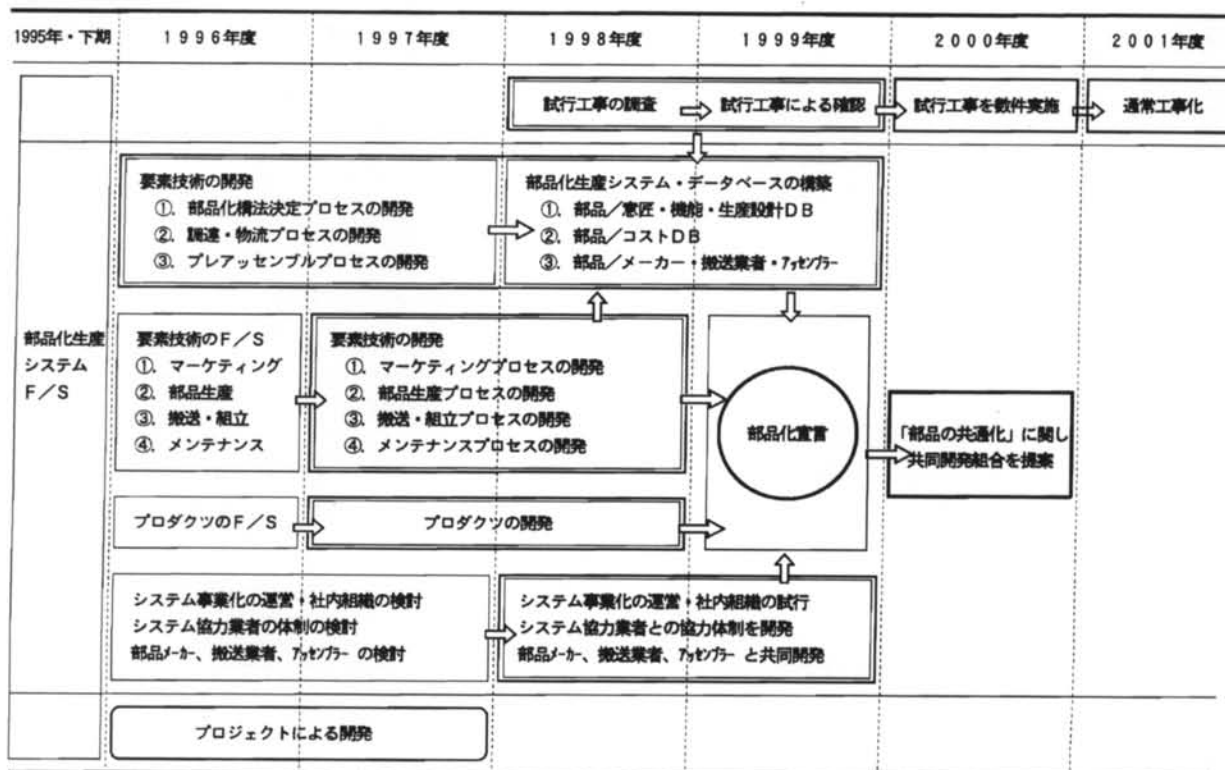 1995年・下期
1996年度
1997年度
1998年度
1999年度
2000年度
2001年度
試行工事の調査
試行工事による確認
試行工事を数件実施
通常工事化
部品化生産
システム
F/S
要素技術の開発
①. 部品化構法決定プロセスの開発
②. 調達・物流プロセスの開発
③. プレアッセンブルプロセスの開発
部品化生産システム・データベースの構築
①. 部品/意匠・機能・生産設計DB
②. 部品/コストDB
③. 部品/メーカー・搬送業者・アッセンブラー
要素技術のF/S
①. マーケティング
②. 部品生産
③. 搬送・組立
④. メンテナンス
要素技術の開発
①. マーケティングプロセスの開発
②. 部品生産プロセスの開発
③. 搬送・組立プロセスの開発
④. メンテナンスプロセスの開発
部品化宣言
「部品の共通化」に関し
共同開発組合を提案
プロダクツのF/S
プロダクツの開発
システム事業化の運営・社内組織の検討
システム協力業者の体制の検討
部品メーカー、搬送業者、アッセンブラー の検討
システム事業化の運営・社内組織の試行
システム協力業者との協力体制を開発
部品メーカー、搬送業者、アッセンブラー と共同開発
プロジェクトによる開発